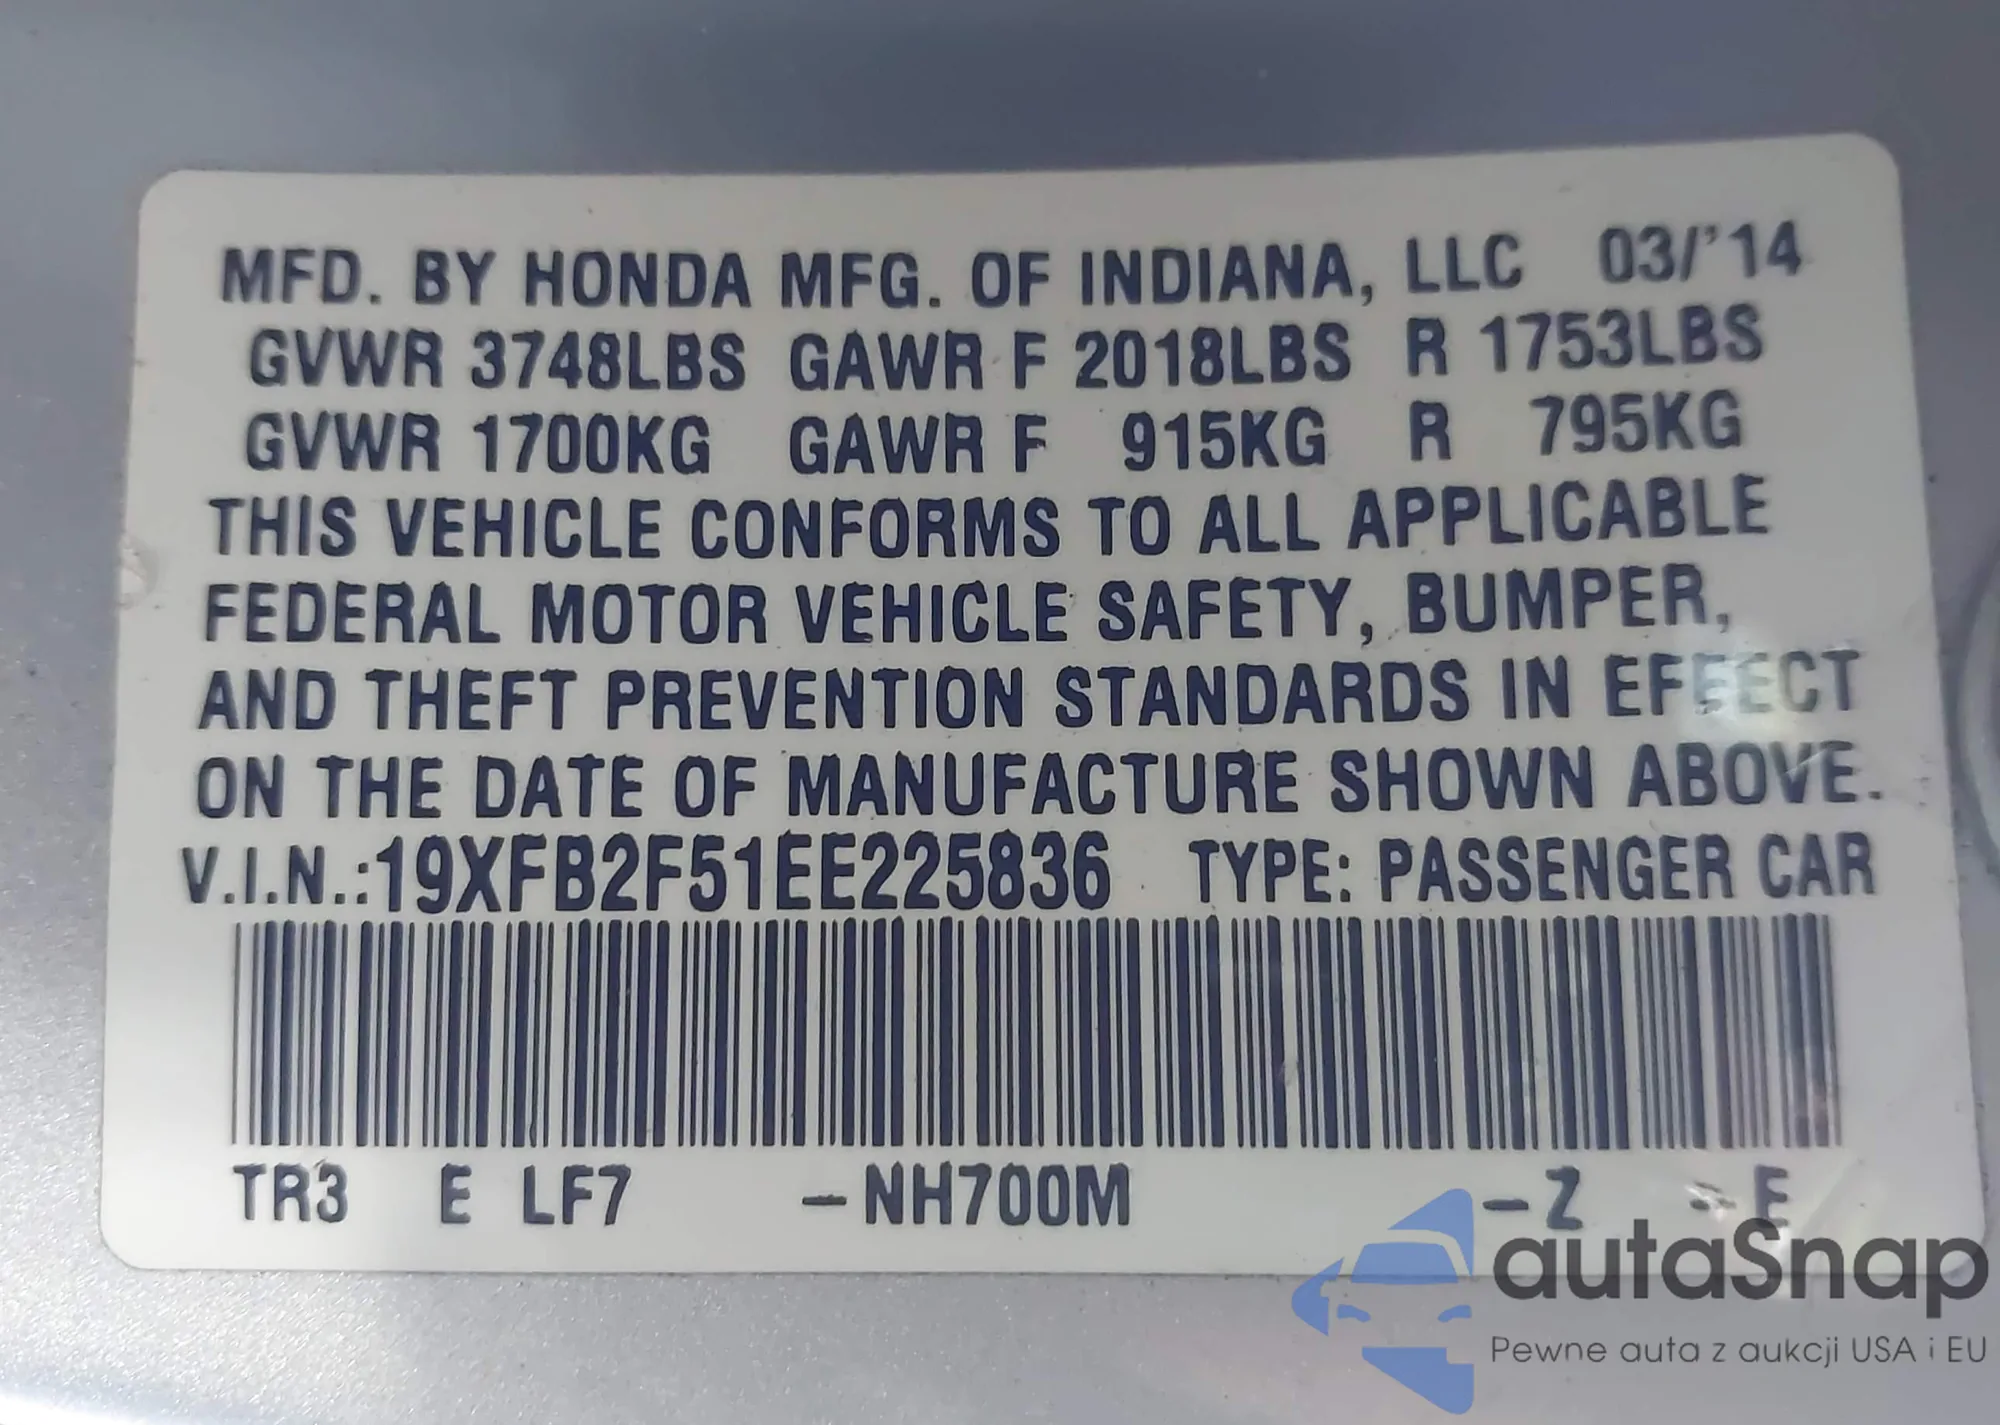 MFD. BY HONDA MFG. OF INDIANA, LLC 03/'14
GVWR 3748LBS GAWR F 2018LBS R 1753LBS
GVWR 1700KG GAWR F 915KG R 795KG
THIS VEHICLE CONFORMS TO ALL APPLICABLE
FEDERAL MOTOR VEHICLE SAFETY, BUMPER,
AND THEFT PREVENTION STANDARDS IN EFFECT
ON THE DATE OF MANUFACTURE SHOWN ABOVE.
V.I.N.:19XFB2F51EE225836 TYPE: PASSENGER CAR
TR3 E LF7 -NH700M -Z -E
autaSnap
Pewne auta z aukcji USA i EU